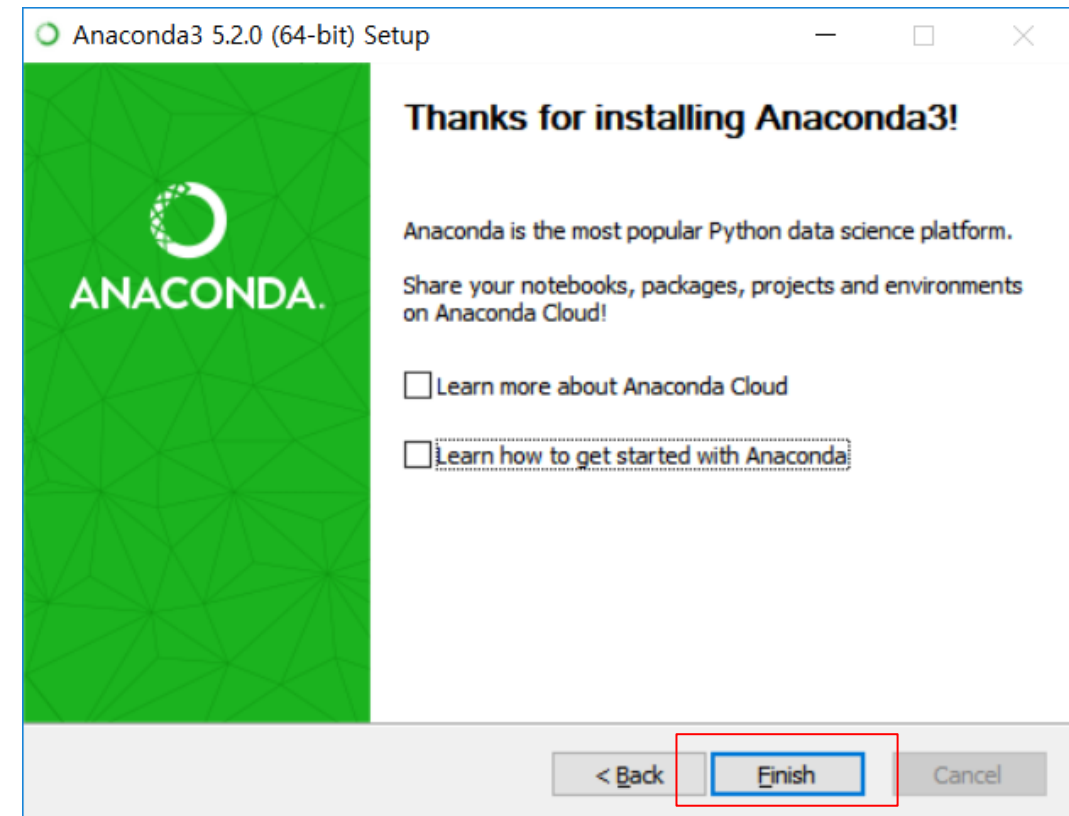 Anaconda3 5.2.0 (64-bit) Setup
Thanks for installing Anaconda3!
ANACONDA.
Anaconda is the most popular Python data science platform.
Share your notebooks, packages, projects and environments
on Anaconda Cloud!
Learn more about Anaconda Cloud
Learn how to get started with Anaconda
< Back
Finish
Cancel